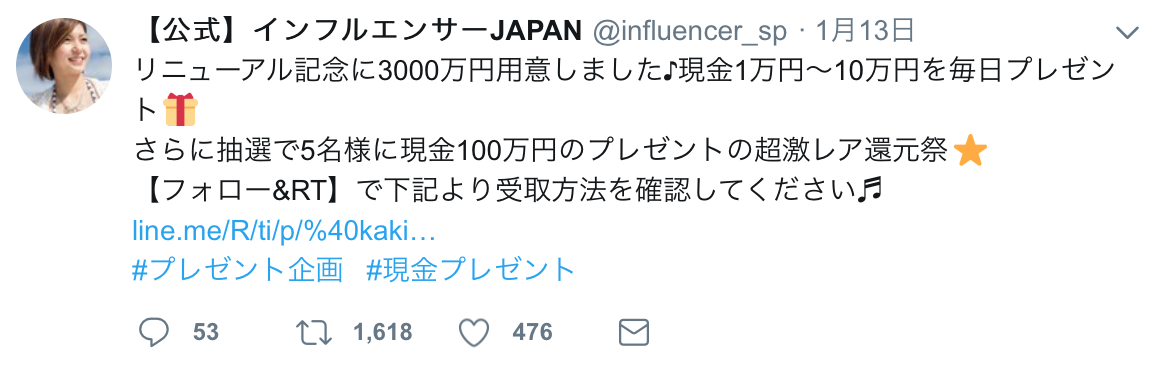 【公式】インフルエンサーJAPAN @influencer_sp · 1月13日
リニューアル記念に3000万円用意しました♪現金1万円〜10万円を毎日プレゼン
ト🎁
さらに抽選で5名様に現金100万円のプレゼントの超激レア還元祭⭐
【フォロー&RT】で下記より受取方法を確認してください♬
line.me/R/ti/p/%40kaki…
#プレゼント企画 #現金プレゼント
53 1,618 476